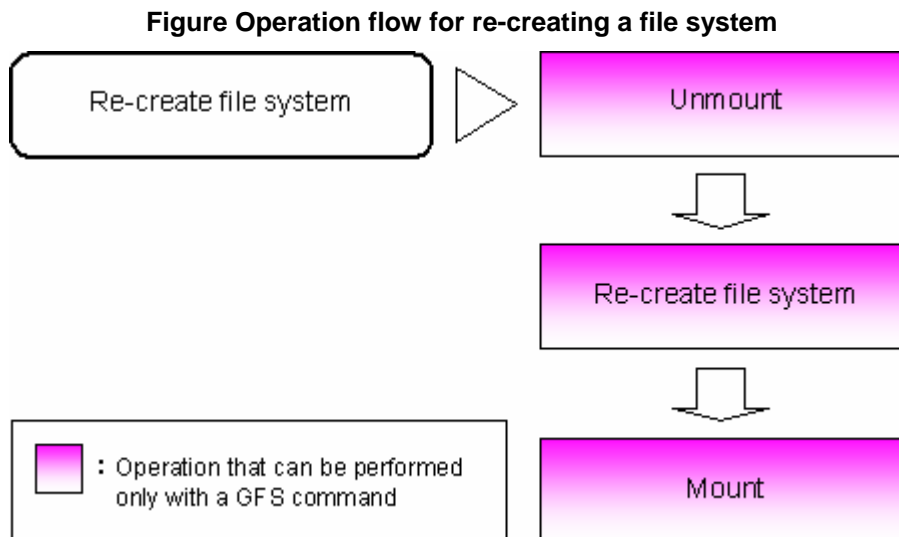 Figure Operation flow for re-creating a file system
Re-create file system
Unmount
Re-create file system
Mount
: Operation that can be performed
only with a GFS command